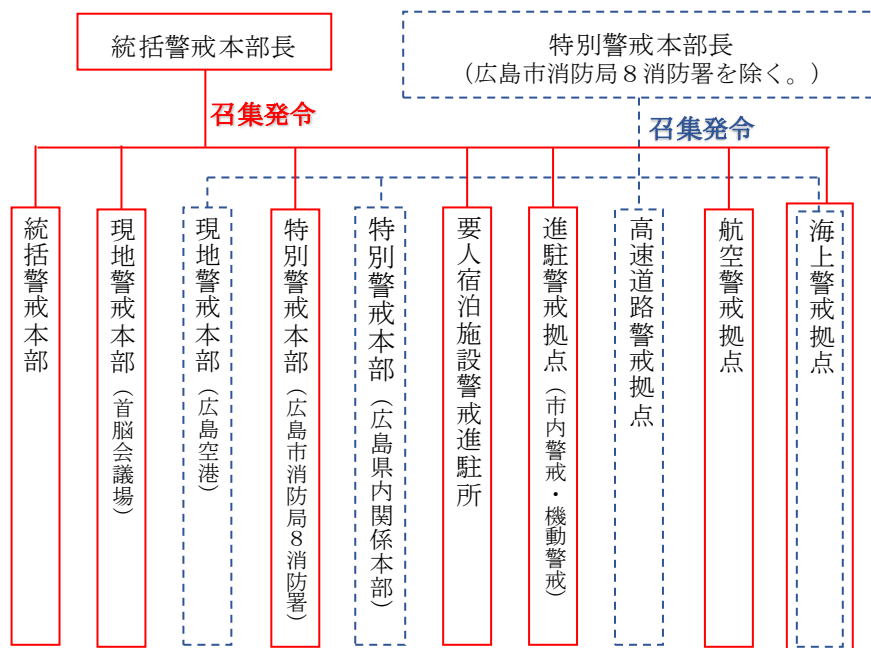 統括警戒本部長
特別警戒本部長
（広島市消防局８消防署を除く。）
召集発令
召集発令
統括警戒本部
現地警戒本部（首脳会議場）
現地警戒本部（広島空港）
特別警戒本部（広島市消防局８消防署）
特別警戒本部（広島県内関係本部）
要人宿泊施設警戒進駐所
進駐警戒拠点（市内警戒・機動警戒）
高速道路警戒拠点
航空警戒拠点
海上警戒拠点